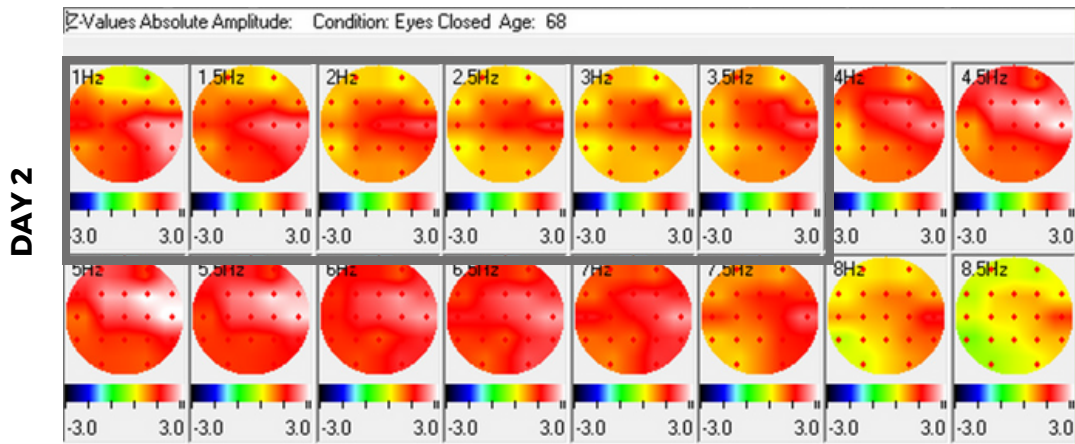 Z-Values Absolute Amplitude: Condition: Eyes Closed Age: 68
DAY 2
1Hz 1.5Hz 2Hz 2.5Hz 3Hz 3.5Hz 4Hz 4.5Hz
-3.0 3.0 -3.0 3.0 -3.0 3.0 -3.0 3.0 -3.0 3.0 -3.0 3.0 -3.0 3.0 -3.0 3.0
5Hz 5.5Hz 6Hz 6.5Hz 7Hz 7.5Hz 8Hz 8.5Hz
-3.0 3.0 -3.0 3.0 -3.0 3.0 -3.0 3.0 -3.0 3.0 -3.0 3.0 -3.0 3.0 -3.0 3.0